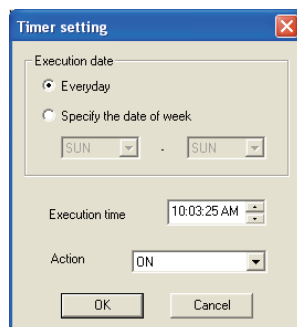 Timer setting
Execution date
Everyday
Specify the date of week
SUN - SUN
Execution time 10:03:25 AM
Action ON
OK Cancel